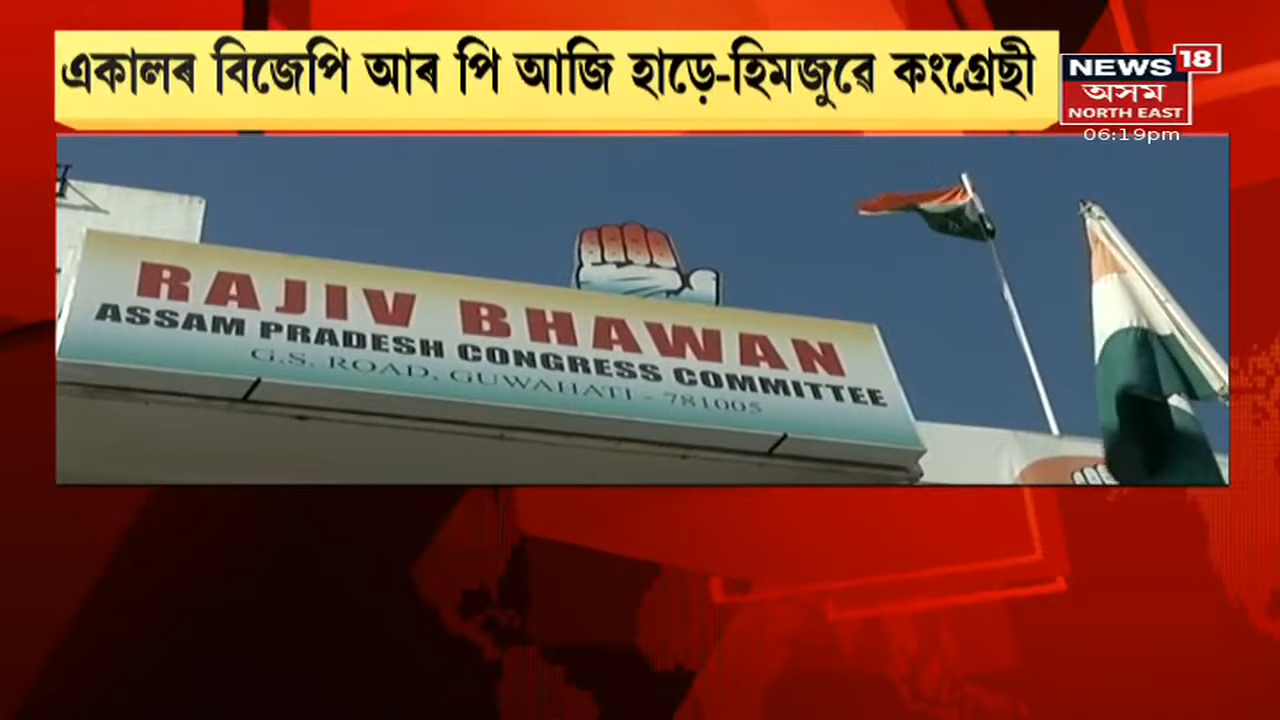 একালৰ বিজেপি আৰ পি আজি হাড়ে-হিমজুৱে কংগ্ৰেছী
NEWS 18
অসম
NORTH EAST
06:19pm
RAJIV BHAWAN
ASSAM PRADESH CONGRESS COMMITTEE
G.S. ROAD, GUWAHATI - 781005